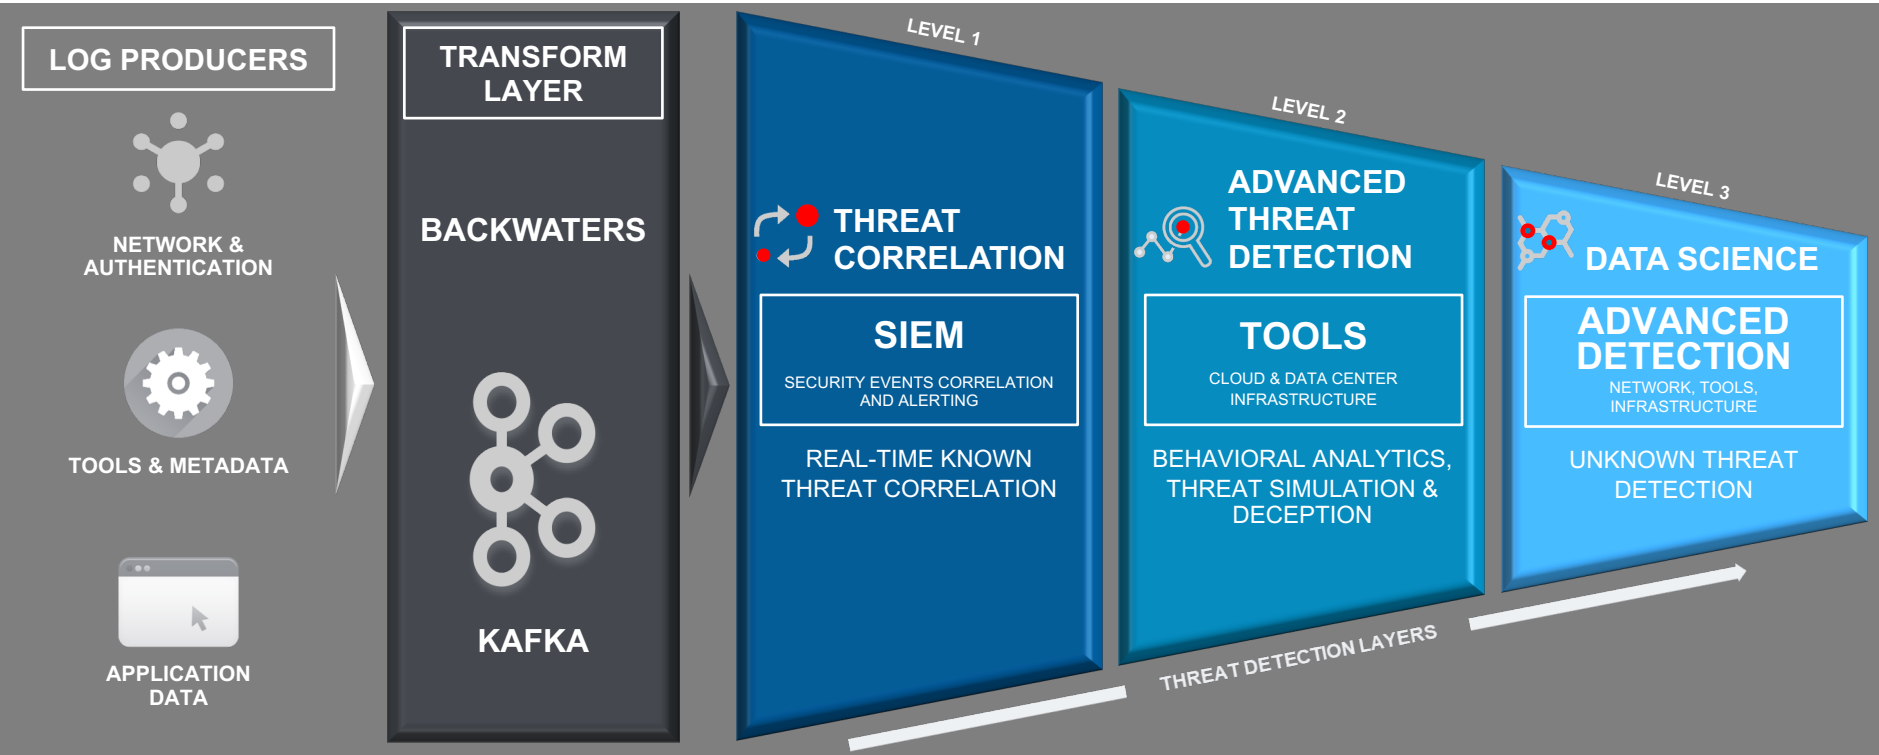 LOG PRODUCERS
NETWORK &
AUTHENTICATION
TOOLS & METADATA
APPLICATION
DATA
TRANSFORM
LAYER
BACKWATERS
KAFKA
LEVEL 1
THREAT
CORRELATION
SIEM
SECURITY EVENTS CORRELATION
AND ALERTING
REAL-TIME KNOWN
THREAT CORRELATION
LEVEL 2
ADVANCED
THREAT
DETECTION
TOOLS
CLOUD & DATA CENTER
INFRASTRUCTURE
BEHAVIORAL ANALYTICS,
THREAT SIMULATION &
DECEPTION
LEVEL 3
DATA SCIENCE
ADVANCED
DETECTION
NETWORK, TOOLS,
INFRASTRUCTURE
UNKNOWN THREAT
DETECTION
THREAT DETECTION LAYERS